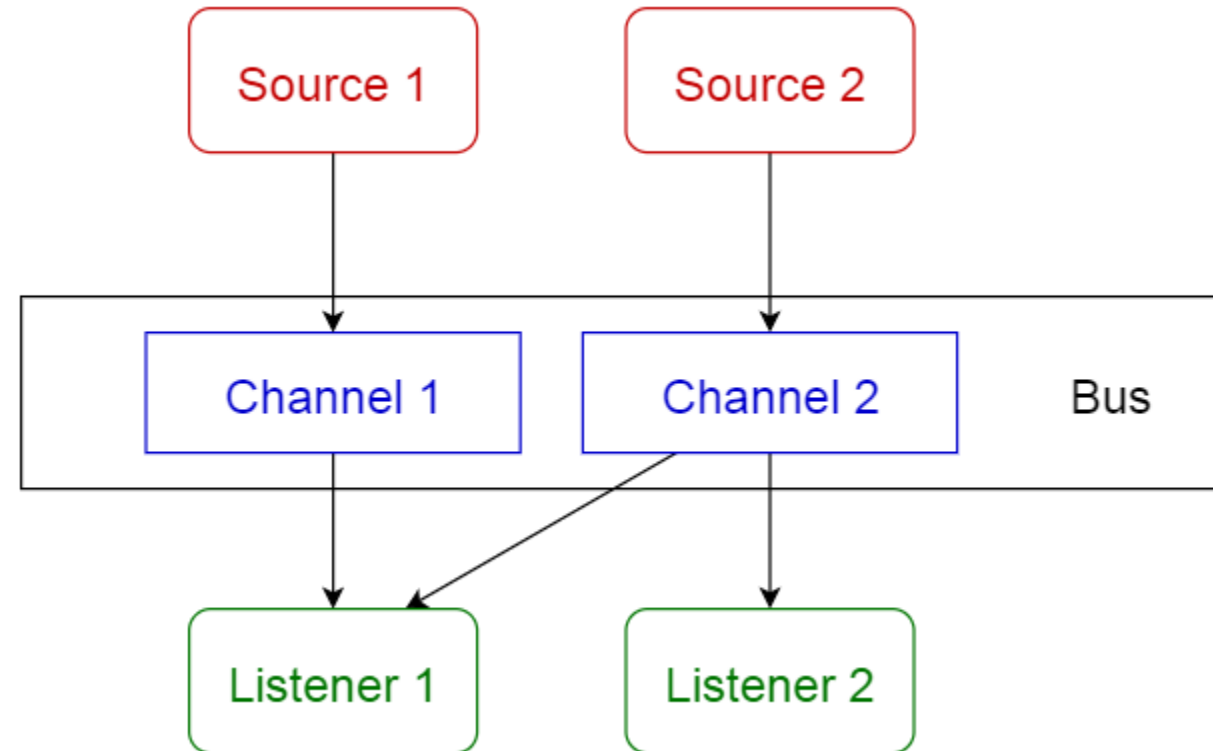 Source 1
Source 2
Channel 1
Channel 2
Bus
Listener 1
Listener 2